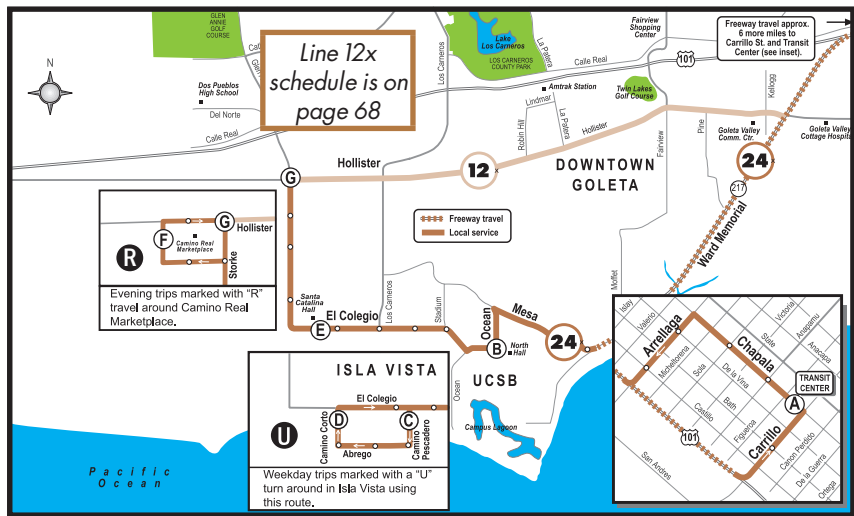 GLEN
ANNIE
GOLF
COURSE
Line 12x
schedule is on
page 68
Los Carneros
Lake
Los Carneros
LOS CARNEROS
COUNTY PARK
La Patera
Calle Real
Fairview
Shopping
Center
101
Freeway travel approx.
6 more miles to
Carrillo St. and Transit
Center (see inset).
N
Dos Pueblos
High School
Del Norte
Calle Real
Amtrak Station
Lindmar
Robin Hill
La Patera
Hollister
Twin Lakes
Golf Course
Fairview
Pine
Kellogg
Goleta Valley
Comm. Ctr.
Goleta Valley
Cottage Hospital
G
Hollister
12
x
DOWNTOWN
GOLETA
24
x
217
Ward Memorial
F
G
Camino Real
Marketplace
Hollister
Storke
R
Evening trips marked with "R"
travel around Camino Real
Marketplace.
Freeway travel
Local service
Moffet
Santa
Catalina
Hall
E
El Colegio
Los Carneros
Stadium
Ocean
B
North
Hall
Mesa
24
x
ISLA VISTA
UCSB
Ocean
Campus Lagoon
El Colegio
D
C
Camino Corto
Camino
Pescadero
Abrego
U
Weekday trips marked with a "U"
turn around in Isla Vista using
this route.
Pacific
Ocean
Islay
Valerio
Arrellaga
Micheltorena
Sola
Victoria
State
Anapamu
Anacapa
Chapala
De la Vina
Bath
Castillo
Figueroa
TRANSIT
CENTER
A
101
Carrillo
San Andres
Canon Perdido
De la Guerra
Ortega